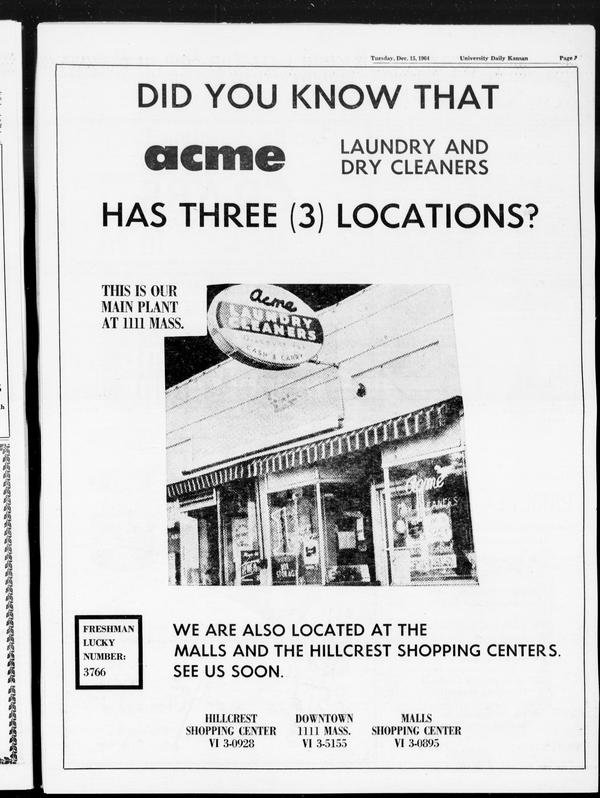 Tuesday, Dec. 15, 1964 University Daily Kansan Page 7
DID YOU KNOW THAT
acme
LAUNDRY AND
DRY CLEANERS
HAS THREE (3) LOCATIONS?
THIS IS OUR
MAIN PLANT
AT 1111 MASS.
Acme
LAUNDRY
CLEANERS
CASH & CARRY
Acme
CLEANERS
FRESHMAN
LUCKY
NUMBER:
3766
WE ARE ALSO LOCATED AT THE
MALLS AND THE HILLCREST SHOPPING CENTERS.
SEE US SOON.
HILLCREST
SHOPPING CENTER
VI 3-0928
DOWNTOWN
1111 MASS.
VI 3-5155
MALLS
SHOPPING CENTER
VI 3-0895